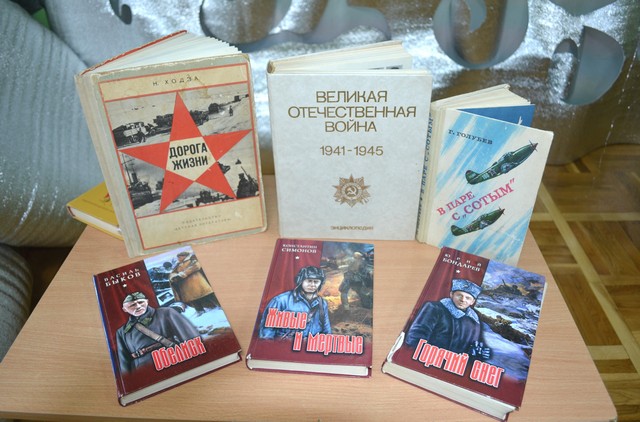 Н. ХОДЗА
ДОРОГА
ЖИЗНИ
ВЕЛИКАЯ
ОТЕЧЕСТВЕННАЯ
ВОЙНА
1941-1945
ЭНЦИКЛОПЕДИЯ
Г. ГОЛУБЕВ
В ПАРЕ
С „СОТЫМ"
ВАСИЛЬ
БЫКОВ
Обелиск
КОНСТАНТИН
СИМОНОВ
Живые
и мертвые
ЮРИЙ
БОНДАРЕВ
Горячий снег